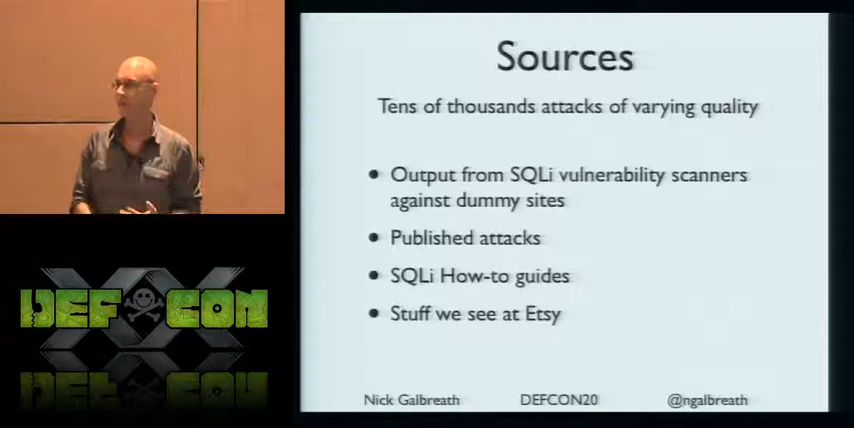 Sources
Tens of thousands attacks of varying quality
• Output from SQLi vulnerability scanners
against dummy sites
• Published attacks
• SQLi How-to guides
• Stuff we see at Etsy
Nick Galbreath DEFCON20 @ngalbreath
DEF CON
XX